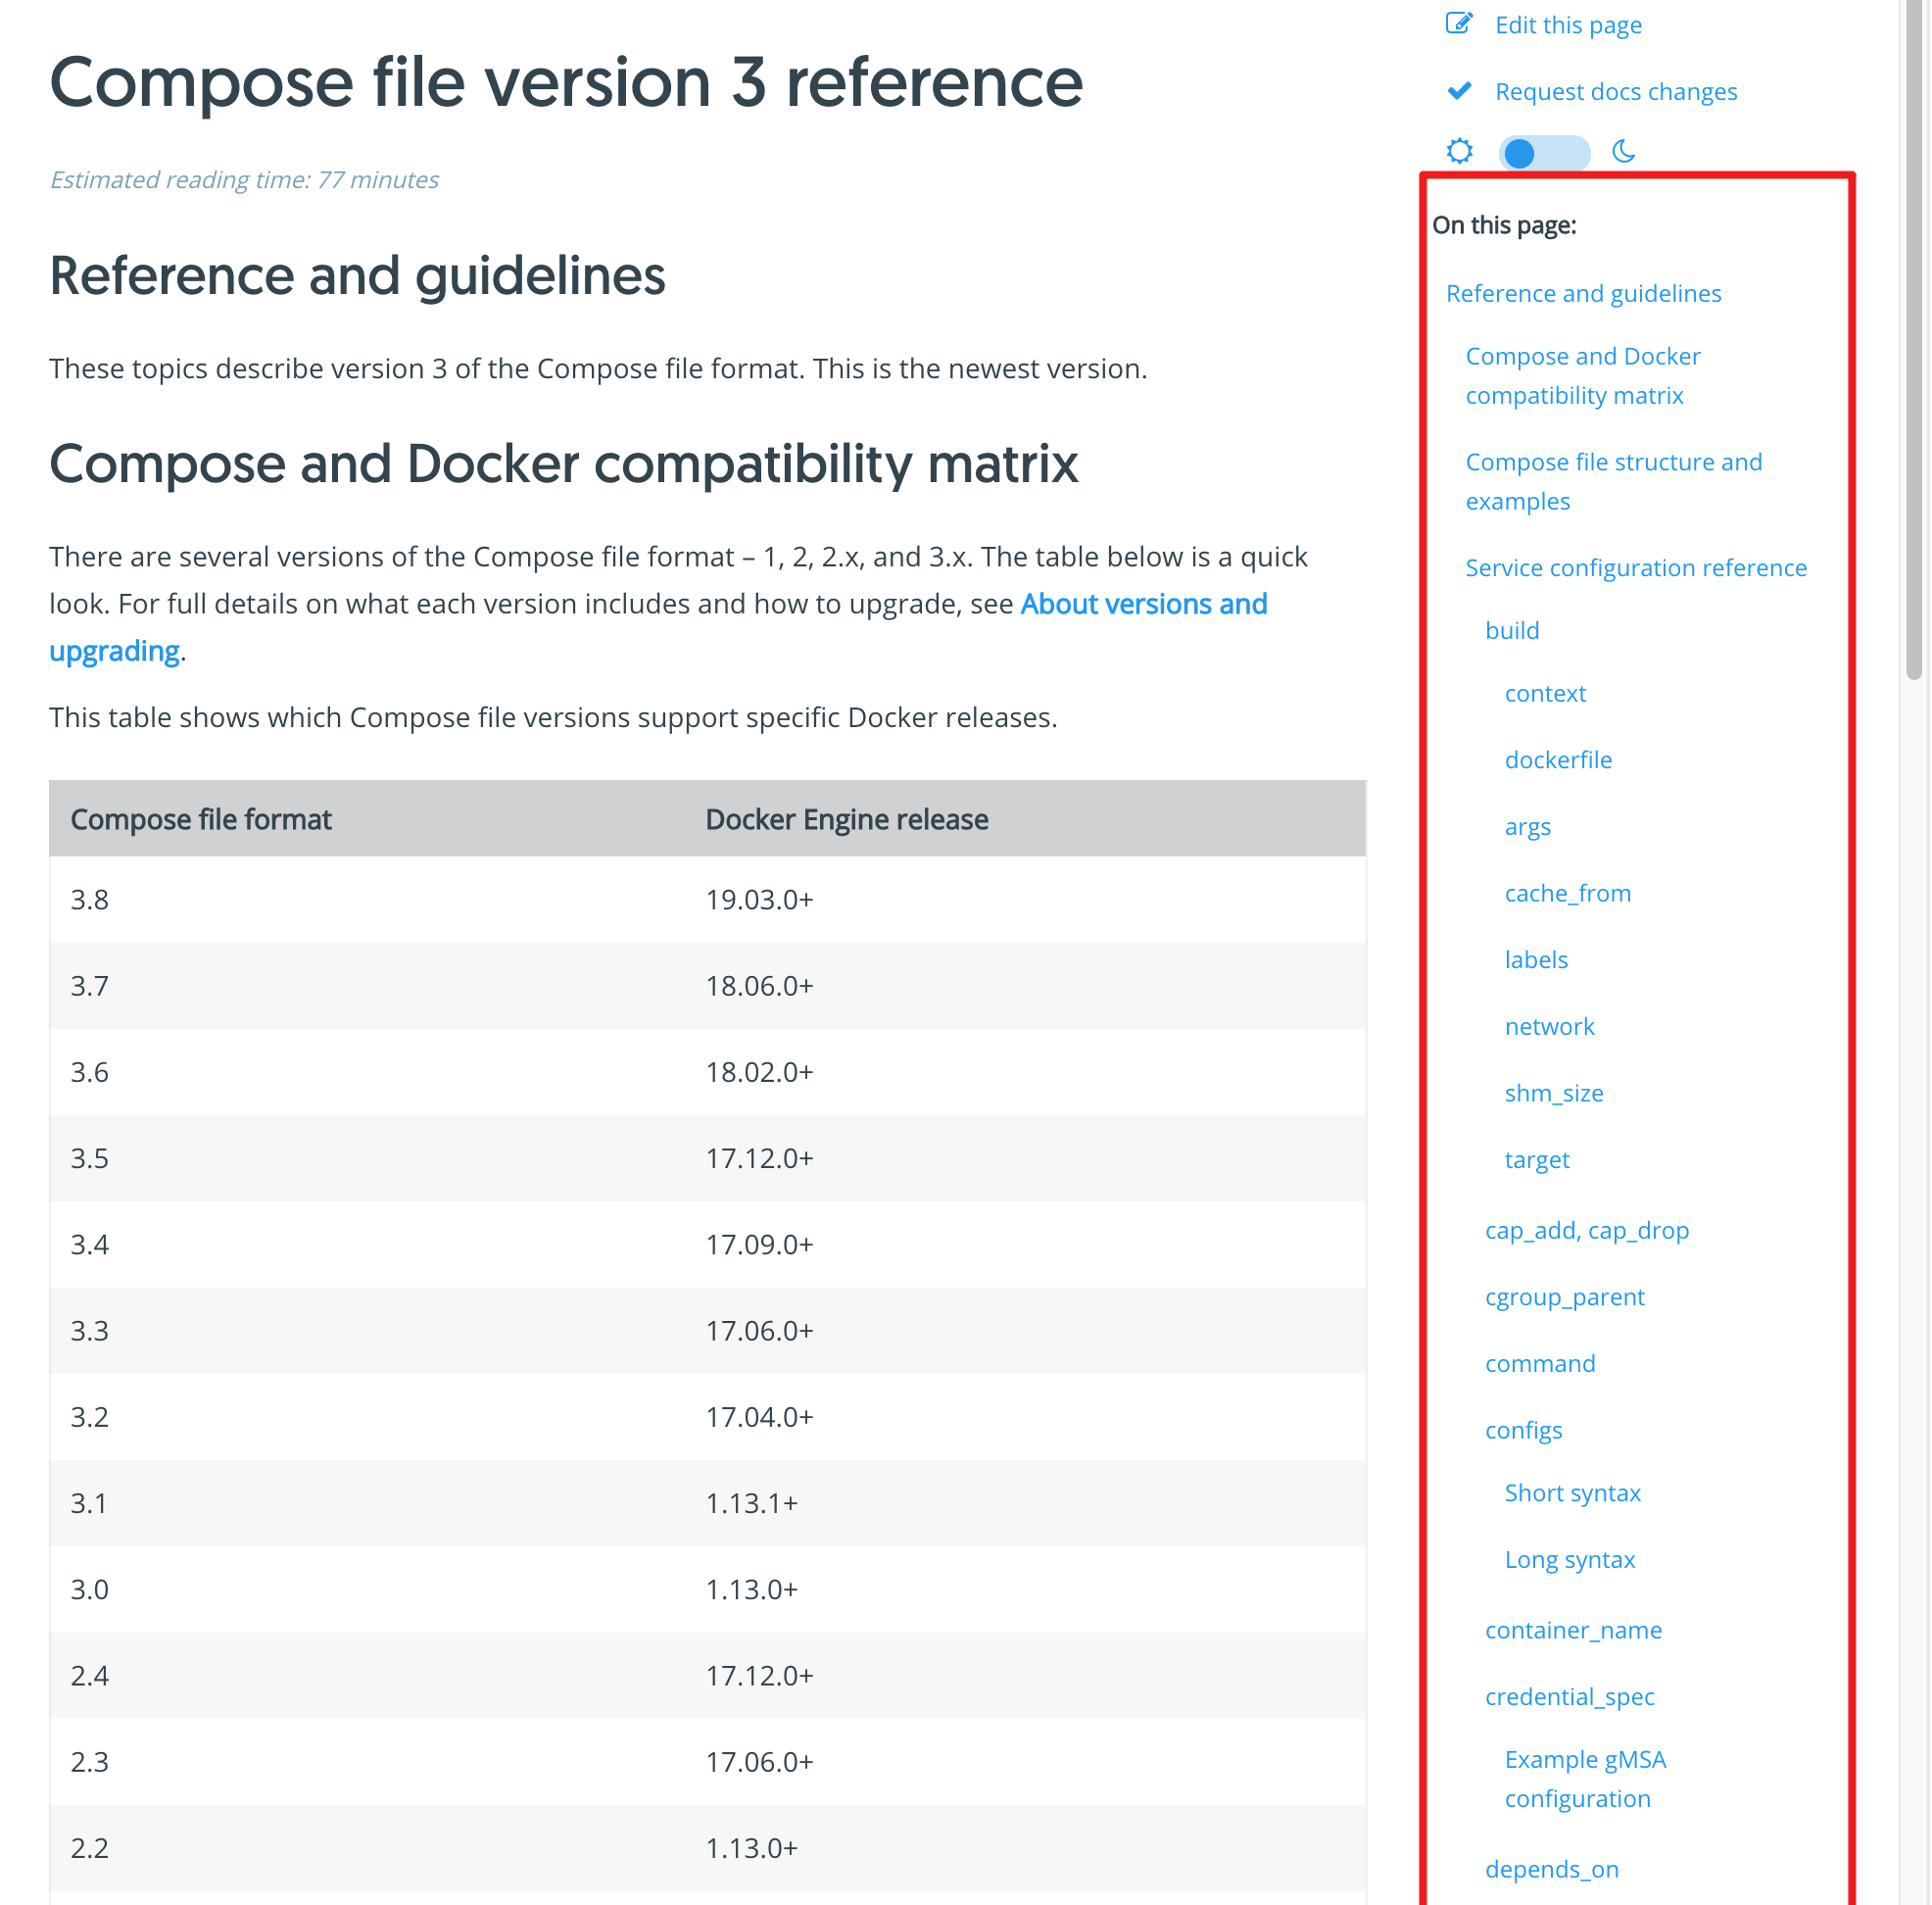 Compose file version 3 reference
Estimated reading time: 77 minutes
Reference and guidelines
These topics describe version 3 of the Compose file format. This is the newest version.
Compose and Docker compatibility matrix
There are several versions of the Compose file format – 1, 2, 2.x, and 3.x. The table below is a quick
look. For full details on what each version includes and how to upgrade, see About versions and
upgrading.
This table shows which Compose file versions support specific Docker releases.
Compose file format Docker Engine release
3.8 19.03.0+
3.7 18.06.0+
3.6 18.02.0+
3.5 17.12.0+
3.4 17.09.0+
3.3 17.06.0+
3.2 17.04.0+
3.1 1.13.1+
3.0 1.13.0+
2.4 17.12.0+
2.3 17.06.0+
2.2 1.13.0+
Edit this page
Request docs changes
On this page:
Reference and guidelines
Compose and Docker
compatibility matrix
Compose file structure and
examples
Service configuration reference
build
context
dockerfile
args
cache_from
labels
network
shm_size
target
cap_add, cap_drop
cgroup_parent
command
configs
Short syntax
Long syntax
container_name
credential_spec
Example gMSA
configuration
depends_on